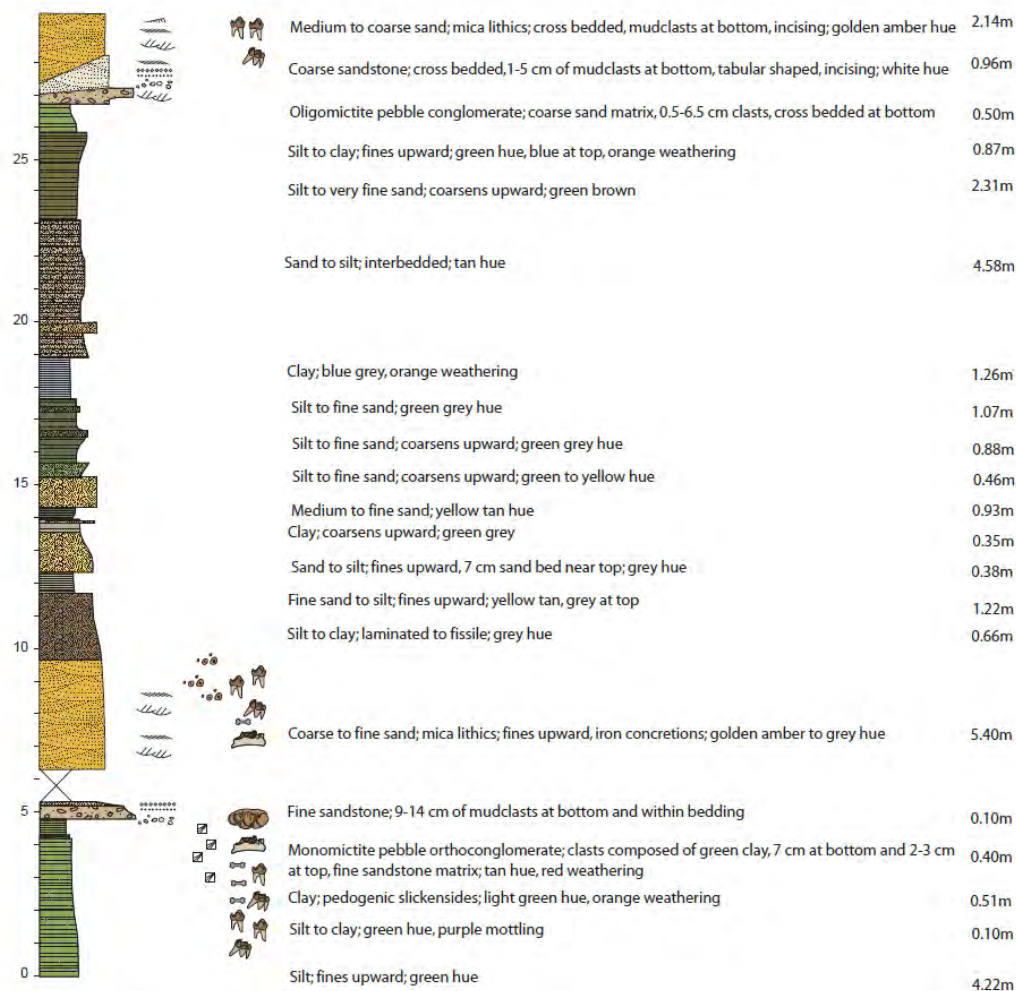 Medium to coarse sand; mica lithics; cross bedded, mudclasts at bottom, incising; golden amber hue 2.14m
Coarse sandstone; cross bedded,1-5 cm of mudclasts at bottom, tabular shaped, incising; white hue 0.96m
Oligomictite pebble conglomerate; coarse sand matrix, 0.5-6.5 cm clasts, cross bedded at bottom 0.50m
Silt to clay; fines upward; green hue, blue at top, orange weathering 0.87m
25
Silt to very fine sand; coarsens upward; green brown 2.31m
Sand to silt; interbedded; tan hue 4.58m
20
Clay; blue grey, orange weathering 1.26m
Silt to fine sand; green grey hue 1.07m
Silt to fine sand; coarsens upward; green grey hue 0.88m
Silt to fine sand; coarsens upward; green to yellow hue 0.46m
15
Medium to fine sand; yellow tan hue 0.93m
Clay; coarsens upward; green grey 0.35m
Sand to silt; fines upward, 7 cm sand bed near top; grey hue 0.38m
Fine sand to silt; fines upward; yellow tan, grey at top 1.22m
Silt to clay; laminated to fissile; grey hue 0.66m
10
Coarse to fine sand; mica lithics; fines upward, iron concretions; golden amber to grey hue 5.40m
5
Fine sandstone; 9-14 cm of mudclasts at bottom and within bedding 0.10m
Monomictite pebble orthoconglomerate; clasts composed of green clay, 7 cm at bottom and 2-3 cm 0.40m
at top, fine sandstone matrix; tan hue, red weathering
Clay; pedogenic slickensides; light green hue, orange weathering 0.51m
Silt to clay; green hue, purple mottling 0.10m
0
Silt; fines upward; green hue 4.22m